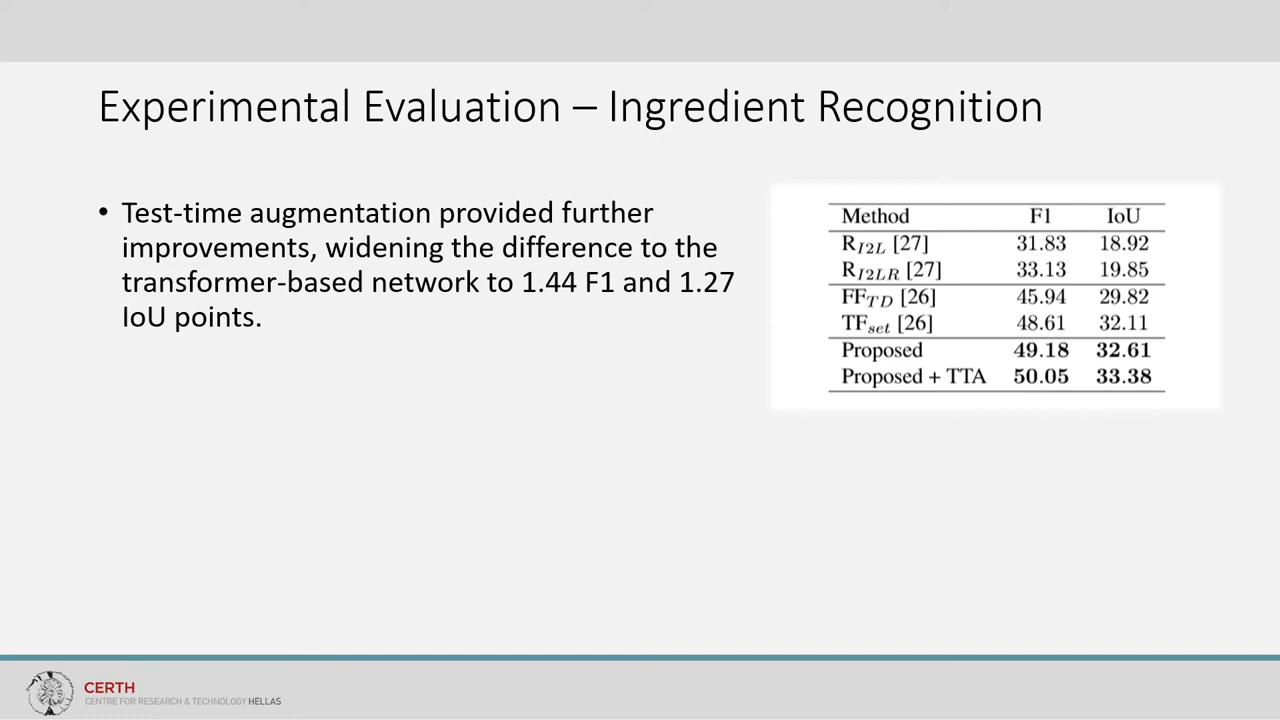 Experimental Evaluation – Ingredient Recognition
• Test-time augmentation provided further
improvements, widening the difference to the
transformer-based network to 1.44 F1 and 1.27
IoU points.
Method F1 IoU
R_I2L [27] 31.83 18.92
R_I2LR [27] 33.13 19.85
FF_TD [26] 45.94 29.82
TF_set [26] 48.61 32.11
Proposed 49.18 32.61
Proposed + TTA 50.05 33.38
CERTH
CENTRE FOR RESEARCH & TECHNOLOGY HELLAS